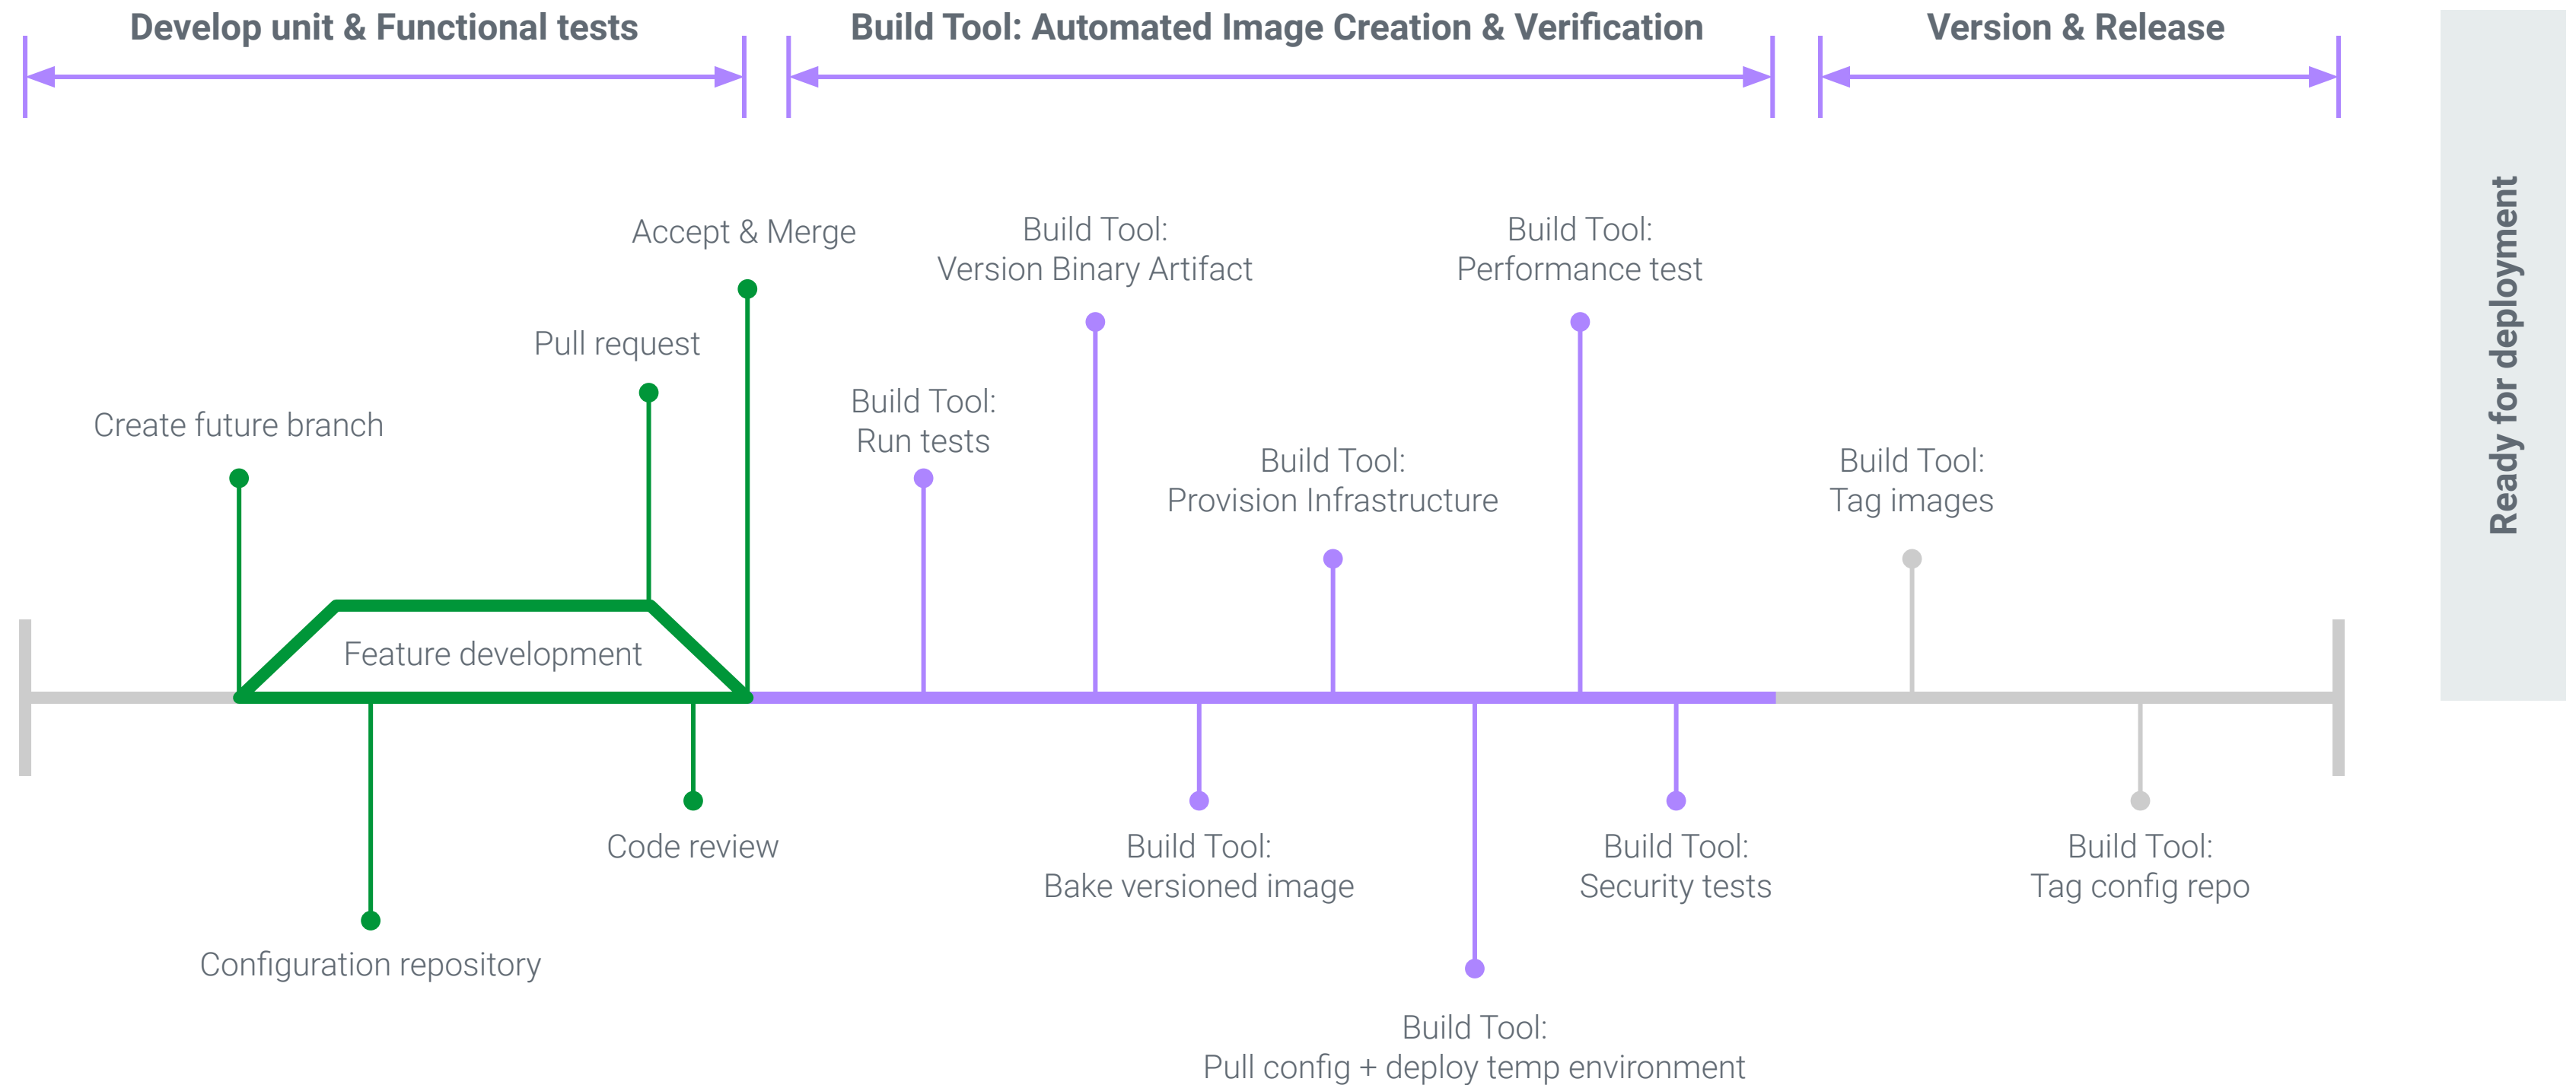 Develop unit & Functional tests
Build Tool: Automated Image Creation & Verification
Version & Release
Ready for deployment
Accept & Merge
Build Tool:
Version Binary Artifact
Build Tool:
Performance test
Pull request
Create future branch
Build Tool:
Run tests
Build Tool:
Provision Infrastructure
Build Tool:
Tag images
Feature development
Code review
Build Tool:
Bake versioned image
Build Tool:
Security tests
Build Tool:
Tag config repo
Configuration repository
Build Tool:
Pull config + deploy temp environment